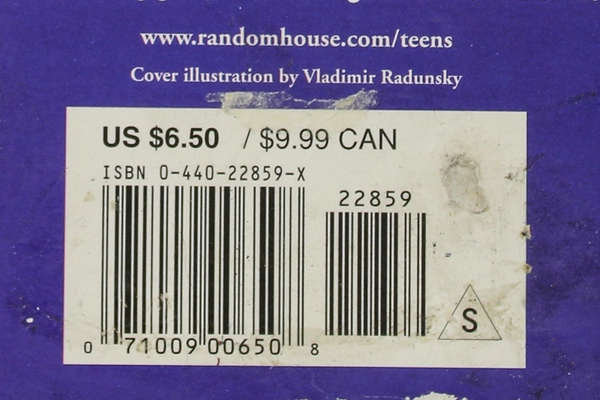 www.randomhouse.com/teens
Cover illustration by Vladimir Radunsky
US $6.50 / $9.99 CAN
ISBN 0-440-22859-X
22859
S
0 71009 00650 8